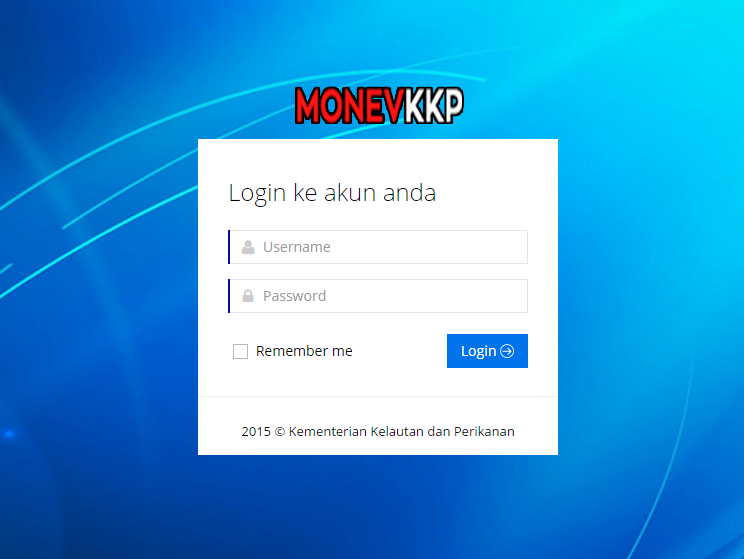 MONEVKKP
Login ke akun anda
Username
Password
Remember me
Login
2015 © Kementerian Kelautan dan Perikanan